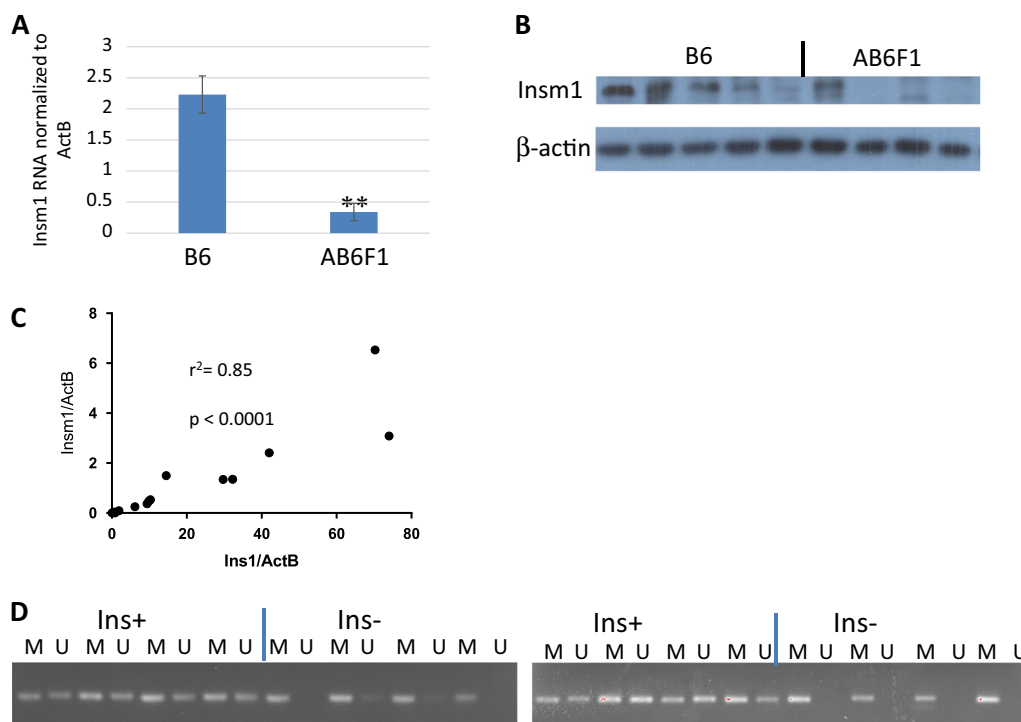 A
Insm1 RNA normalized to
ActB
3
2.5
2
1.5
1
0.5
0
**
B6
AB6F1
B
B6
AB6F1
Insm1
β-actin
C
Insm1/ActB
8
6
4
2
0
r²= 0.85
p < 0.0001
0
20
40
60
80
Ins1/ActB
D
Ins+
Ins-
M U M U M U M U M U M U M U M U
Ins+
Ins-
M U M U M U M U M U M U M U M U